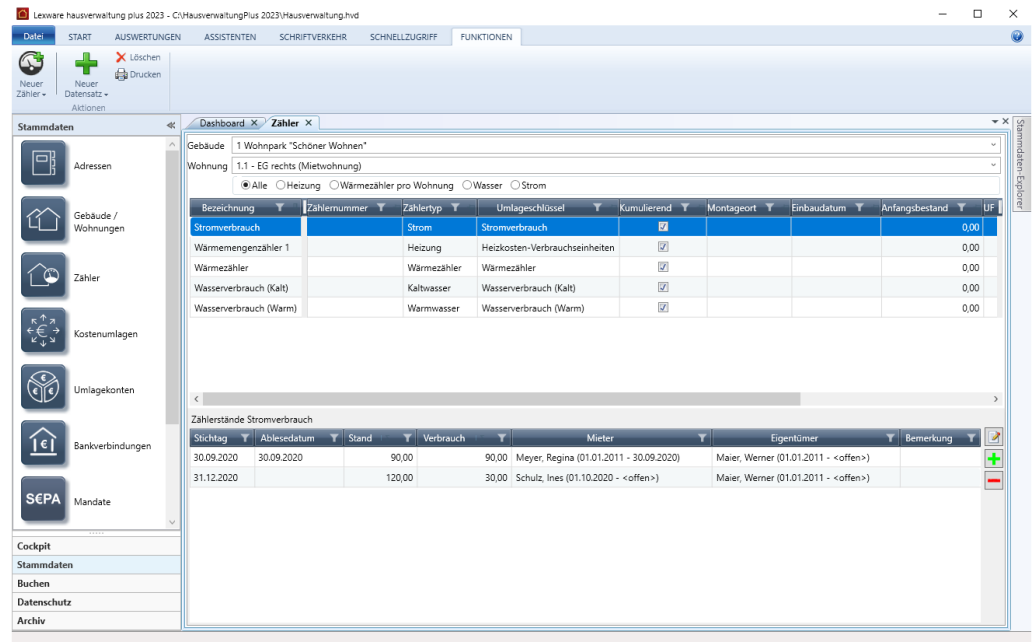 Lexware hausverwaltung plus 2023 - C:\HausverwaltungPlus 2023\Hausverwaltung.hvd
Datei START AUSWERTUNGEN ASSISTENTEN SCHRIFTVERKEHR SCHNELLZUGRIFF FUNKTIONEN
Neuer Zähler
Neuer Datensatz
Löschen
Drucken
Aktionen
Stammdaten
Adressen
Gebäude /
Wohnungen
Zähler
Kostenumlagen
Umlagekonten
Bankverbindungen
SEPA Mandate
Cockpit
Stammdaten
Buchen
Datenschutz
Archiv
Dashboard X Zähler X
Gebäude 1 Wohnpark "Schöner Wohnen"
Wohnung 1.1 - EG rechts (Mietwohnung)
Alle Heizung Wärmezähler pro Wohnung Wasser Strom
Bezeichnung Zählernummer Zählertyp Umlageschlüssel Kumulierend Montageort Einbaudatum Anfangsbestand UF
Stromverbrauch Strom Stromverbrauch 0,00
Wärmemengenzähler 1 Heizung Heizkosten-Verbrauchseinheiten 0,00
Wärmezähler Wärmezähler Wärmezähler 0,00
Wasserverbrauch (Kalt) Kaltwasser Wasserverbrauch (Kalt) 0,00
Wasserverbrauch (Warm) Warmwasser Wasserverbrauch (Warm) 0,00
Zählerstände Stromverbrauch
Stichtag Ablesedatum Stand Verbrauch Mieter Eigentümer Bemerkung
30.09.2020 30.09.2020 90,00 90,00 Meyer, Regina (01.01.2011 - 30.09.2020) Maier, Werner (01.01.2011 - <offen>)
31.12.2020 120,00 30,00 Schulz, Ines (01.10.2020 - <offen>) Maier, Werner (01.01.2011 - <offen>)
Stammdaten-Explorer